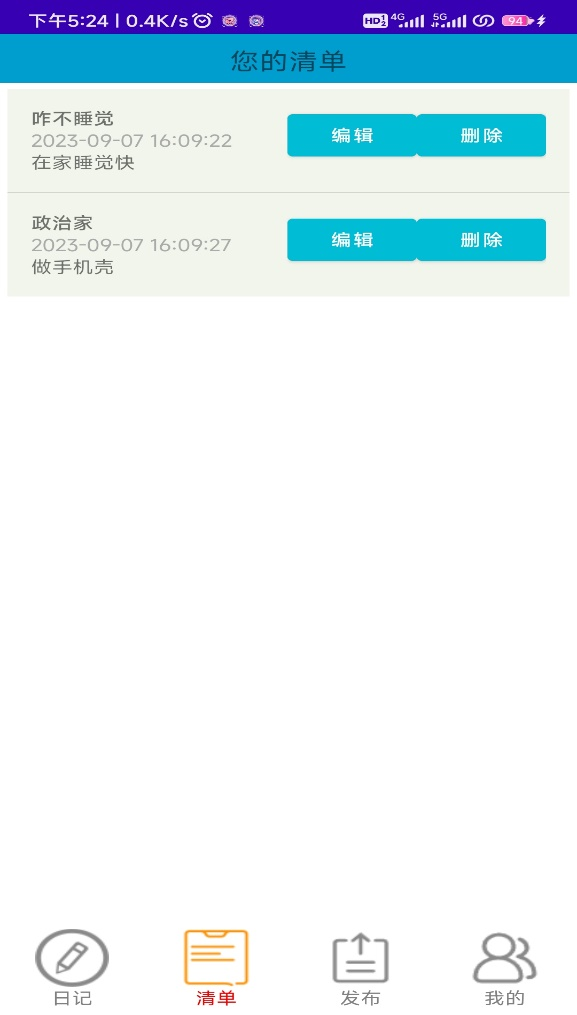 下午5:24 | 0.4K/s HD 1 2 4G 5G 94
您的清单
咋不睡觉
2023-09-07 16:09:22
在家睡觉快
编辑 删除
政治家
2023-09-07 16:09:27
做手机壳
编辑 删除
日记 清单 发布 我的